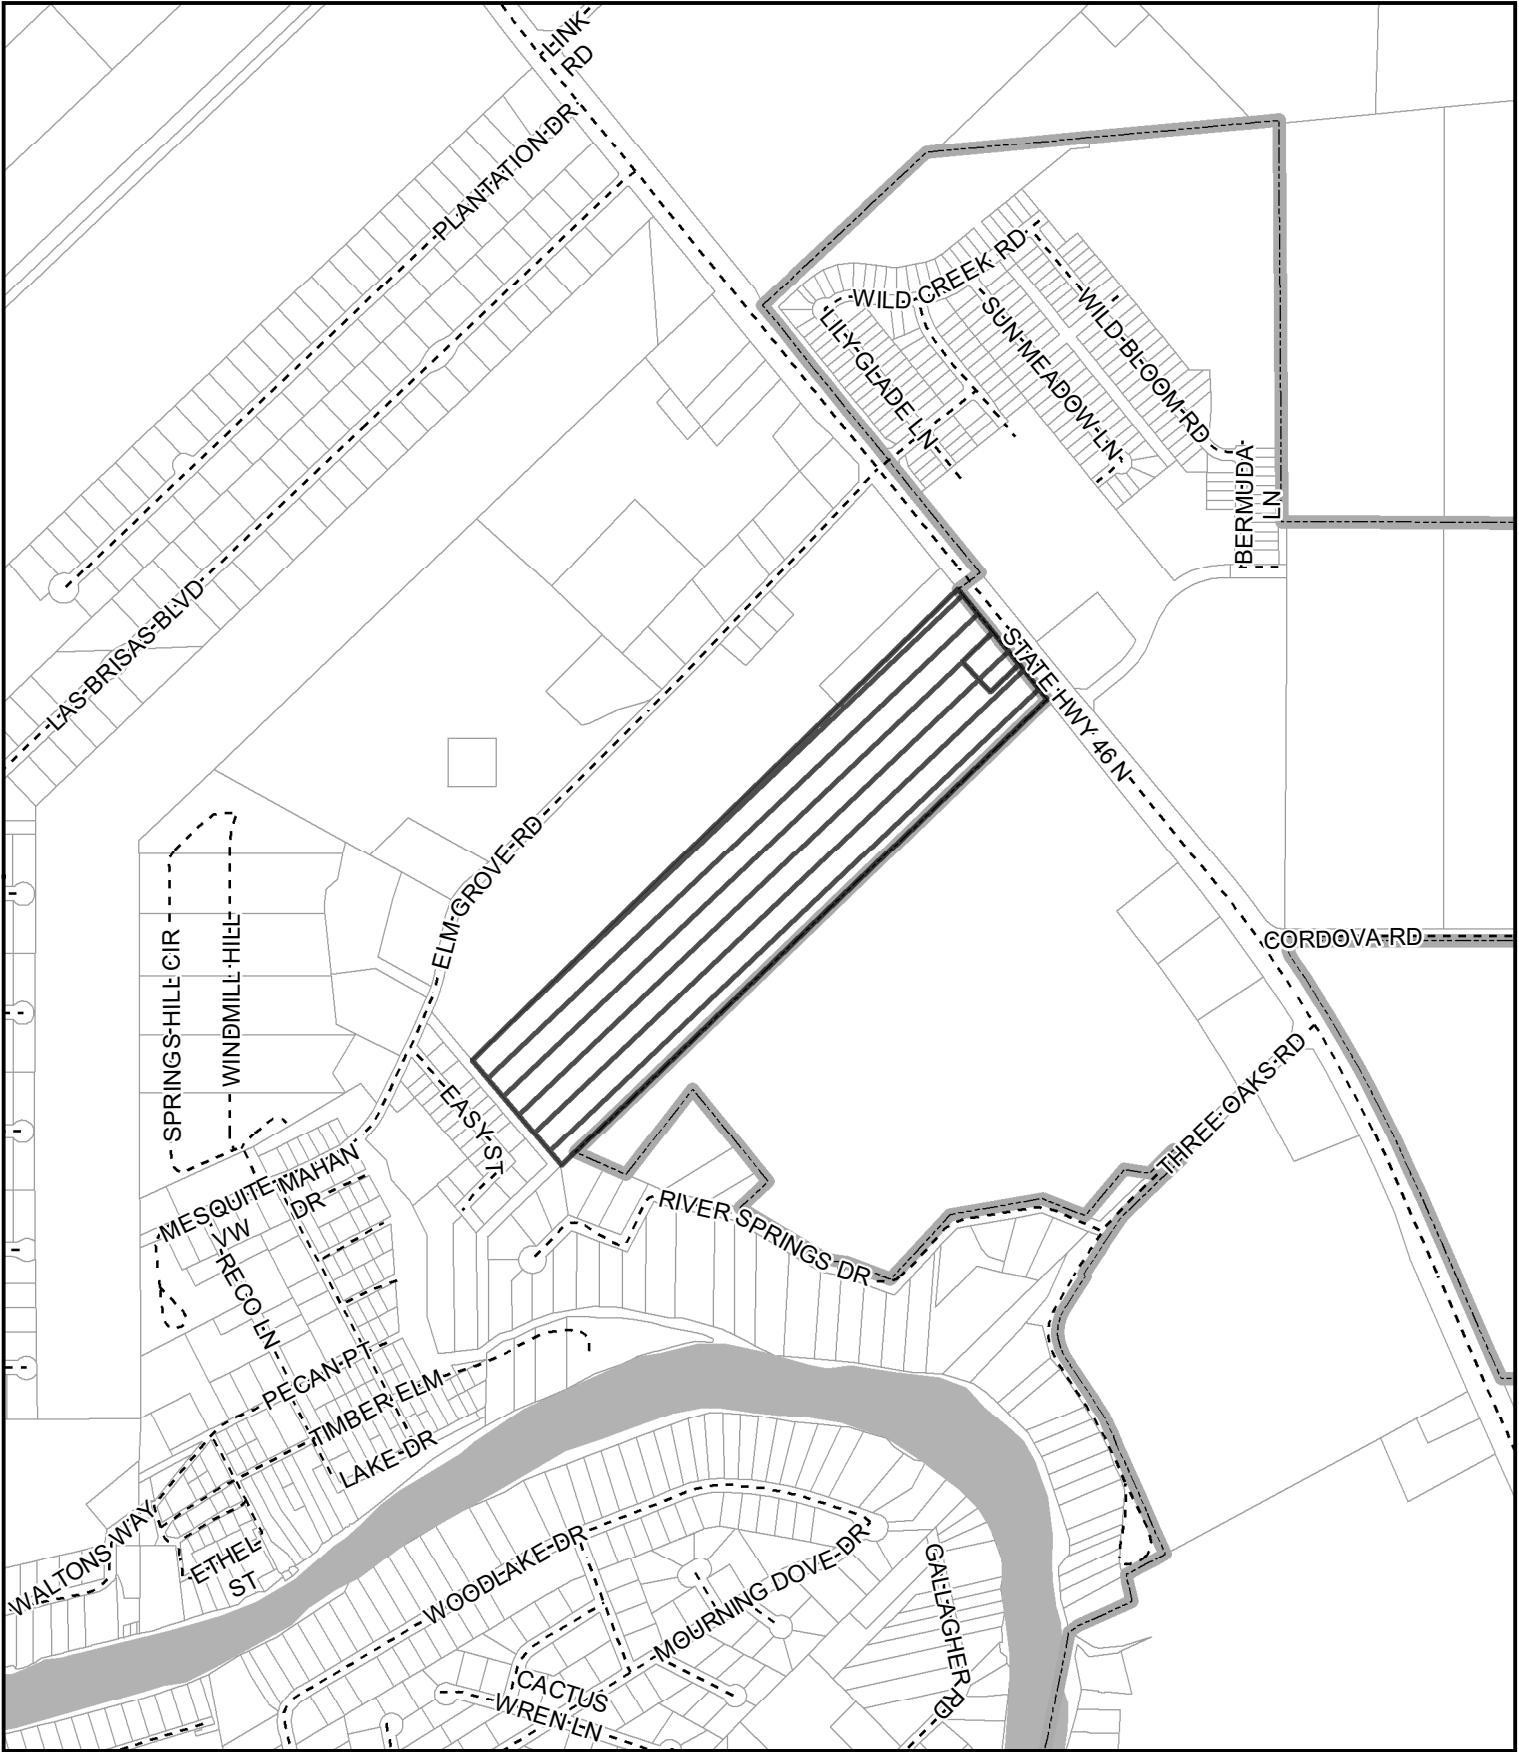 LINK
RD
PLANTATION DR
WILD CREEK RD
LILY GLADE LN
SUN MEADOW LN
WILD BLOOM RD
BERMUDA
LN
LAS BRISAS BLVD
STATE HWY 46 N
ELM GROVE RD
SPRINGS HILL CIR
WINDMILL HILL
CORDOVA RD
EASY ST
THREE OAKS RD
MESQUITE
VW
MAHAN
DR
RIVER SPRINGS DR
RECO LN
PECAN PT
TIMBER ELM
LAKE DR
WALTONS WAY
ETHEL
ST
WOODLAKE DR
MOURNING DOVE DR
GALLAGHER RD
CACTUS
WREN LN